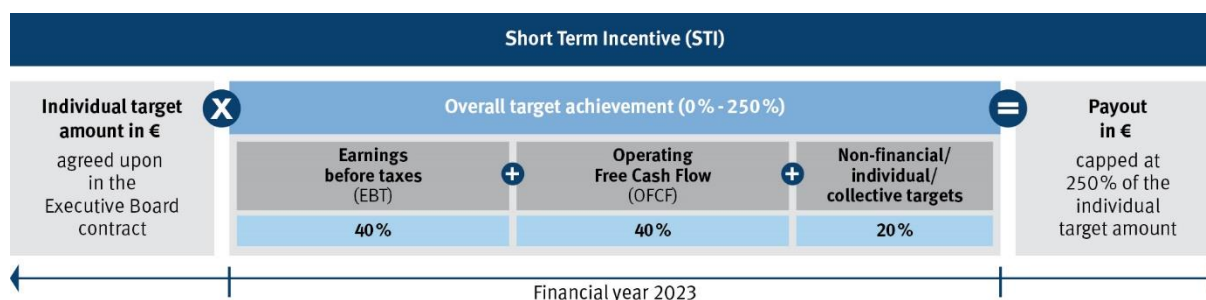 Short Term Incentive (STI)
Individual target
amount in €
agreed upon
in the
Executive Board
contract
X
Overall target achievement (0 % - 250 %)
=
Payout
in €
capped at
250 % of the
individual
target amount
Earnings
before taxes
(EBT)
+
Operating
Free Cash Flow
(OFCF)
+
Non-financial/
individual/
collective targets
40 %
40 %
20 %
Financial year 2023